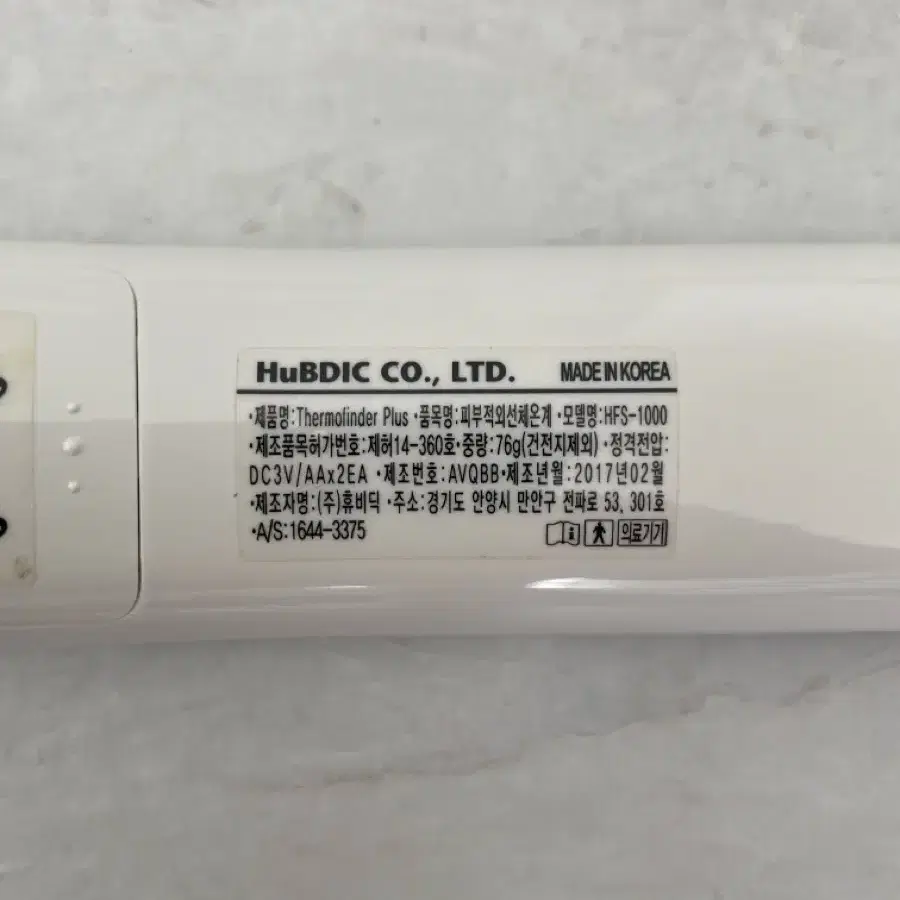 HuBDIC CO., LTD. MADE IN KOREA
·제품명:Thermofinder Plus ·품목명:피부적외선체온계 ·모델명:HFS-1000
·제조품목허가번호:제허14-360호·중량:76g(건전지제외)·정격전압:
DC3V/AAx2EA ·제조번호:AVQBB·제조년월:2017년02월
·제조자명:(주)휴비딕 ·주소:경기도 안양시 만안구 전파로 53, 301호
·A/S:1644-3375 의료기기